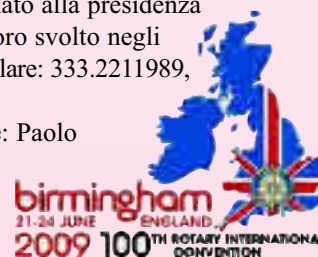 ato alla presidenza
oro svolto negli
lare: 333.2211989,
e: Paolo
birmingham
21-24 JUNE ENGLAND
2009 100TH ROTARY INTERNATIONA
CONVENTION